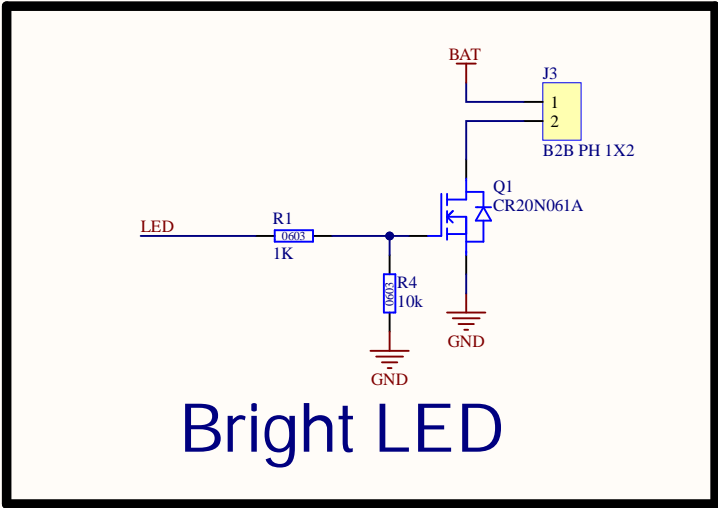 BAT
J3
1
2
B2B PH 1X2
Q1
CR20N061A
LED
R1
0603
1K
R4
0603
10k
GND
GND
Bright LED